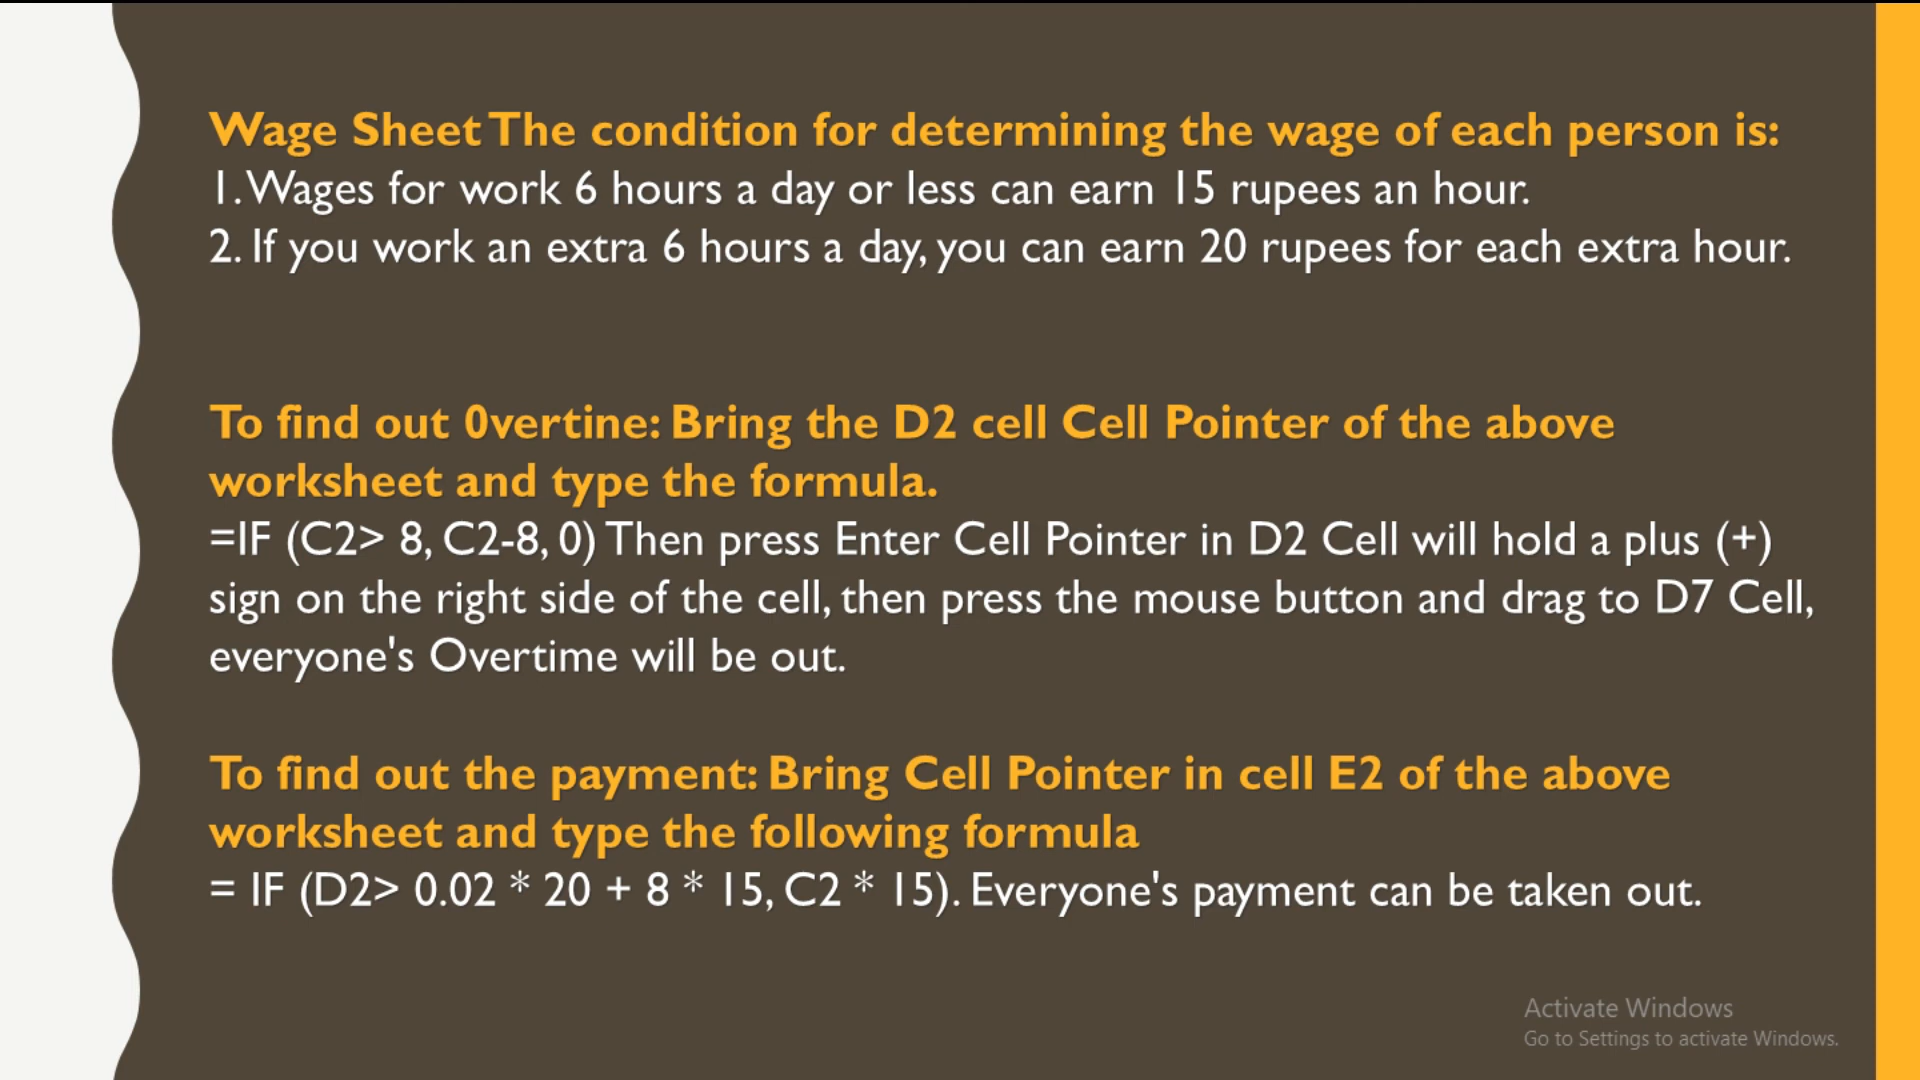 Wage Sheet The condition for determining the wage of each person is:
1. Wages for work 6 hours a day or less can earn 15 rupees an hour.
2. If you work an extra 6 hours a day, you can earn 20 rupees for each extra hour.
To find out 0vertine: Bring the D2 cell Cell Pointer of the above
worksheet and type the formula.
=IF (C2> 8, C2-8, 0) Then press Enter Cell Pointer in D2 Cell will hold a plus (+)
sign on the right side of the cell, then press the mouse button and drag to D7 Cell,
everyone's Overtime will be out.
To find out the payment: Bring Cell Pointer in cell E2 of the above
worksheet and type the following formula
= IF (D2> 0.02 * 20 + 8 * 15, C2 * 15). Everyone's payment can be taken out.
Activate Windows
Go to Settings to activate Windows.